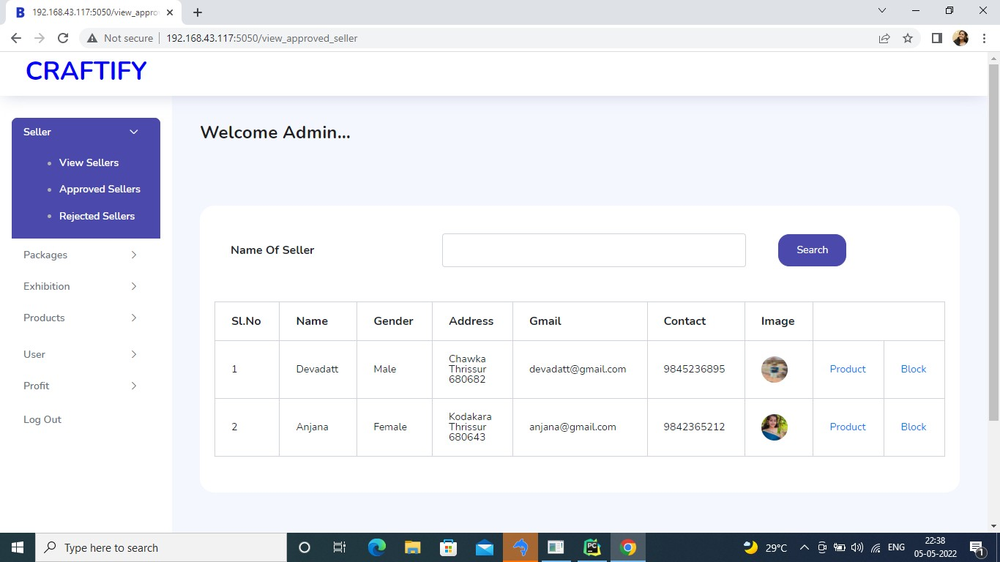 192.168.43.117:5050/view_appro
Not secure
192.168.43.117:5050/view_approved_seller
CRAFTIFY
Seller
View Sellers
Approved Sellers
Rejected Sellers
Packages
Exhibition
Products
User
Profit
Log Out
Welcome Admin...
Name Of Seller
Search
Sl.No Name Gender Address Gmail Contact Image
1 Devadatt Male Chawka Thrissur 680682 devadatt@gmail.com 9845236895 Product Block
2 Anjana Female Kodakara Thrissur 680643 anjana@gmail.com 9842365212 Product Block
Type here to search
PC
29°C
ENG
22:38
05-05-2022
1